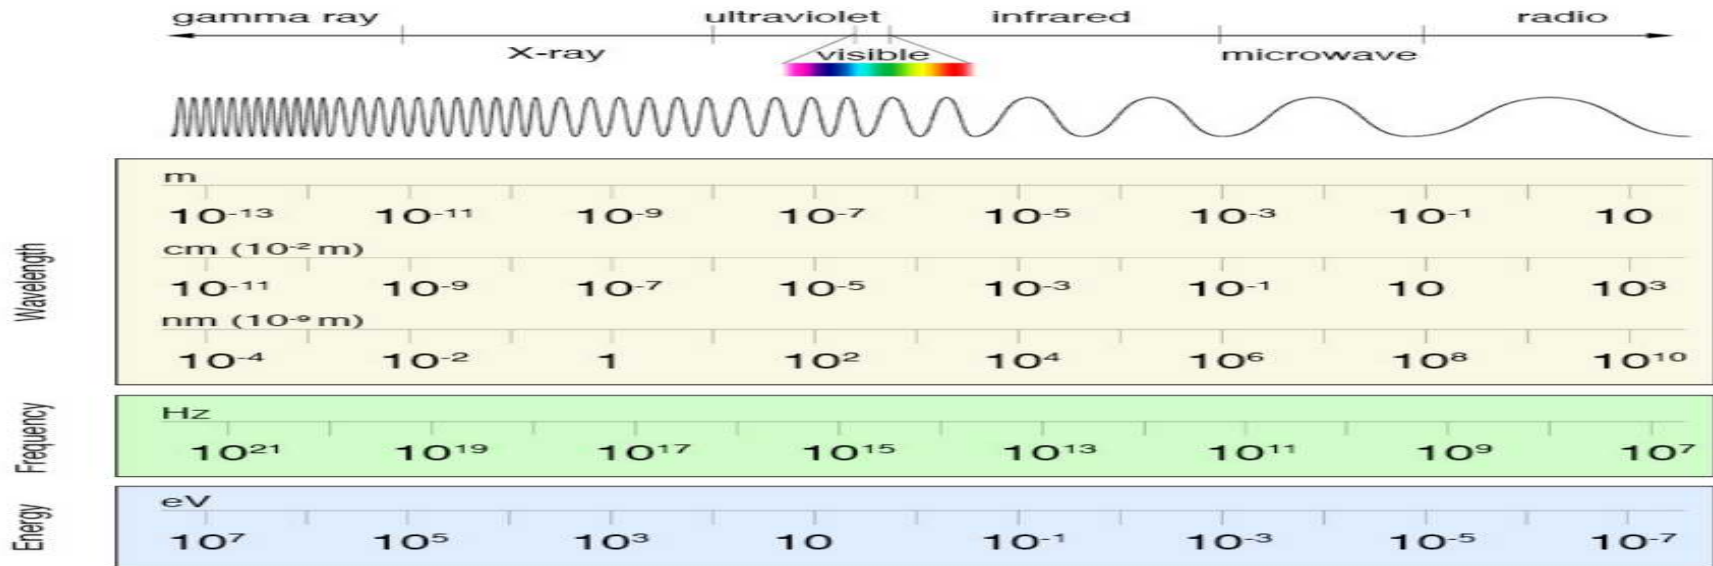 gamma ray ultraviolet infrared radio
X-ray visible microwave
m
10⁻¹³ 10⁻¹¹ 10⁻⁹ 10⁻⁷ 10⁻⁵ 10⁻³ 10⁻¹ 10
cm (10⁻² m)
10⁻¹¹ 10⁻⁹ 10⁻⁷ 10⁻⁵ 10⁻³ 10⁻¹ 10 10³
nm (10⁻⁹ m)
10⁻⁴ 10⁻² 1 10² 10⁴ 10⁶ 10⁸ 10¹⁰
Wavelength
Hz
10²¹ 10¹⁹ 10¹⁷ 10¹⁵ 10¹³ 10¹¹ 10⁹ 10⁷
Frequency
eV
10⁷ 10⁵ 10³ 10 10⁻¹ 10⁻³ 10⁻⁵ 10⁻⁷
Energy